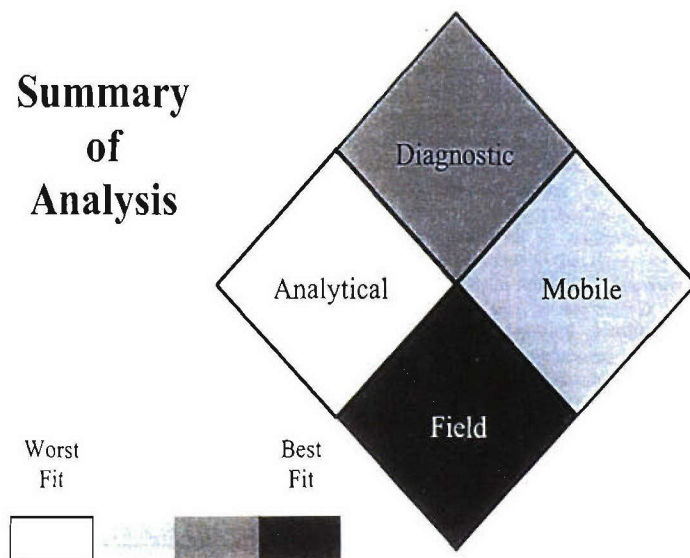 Summary
of
Analysis
Diagnostic
Analytical
Mobile
Field
Worst
Fit
Best
Fit